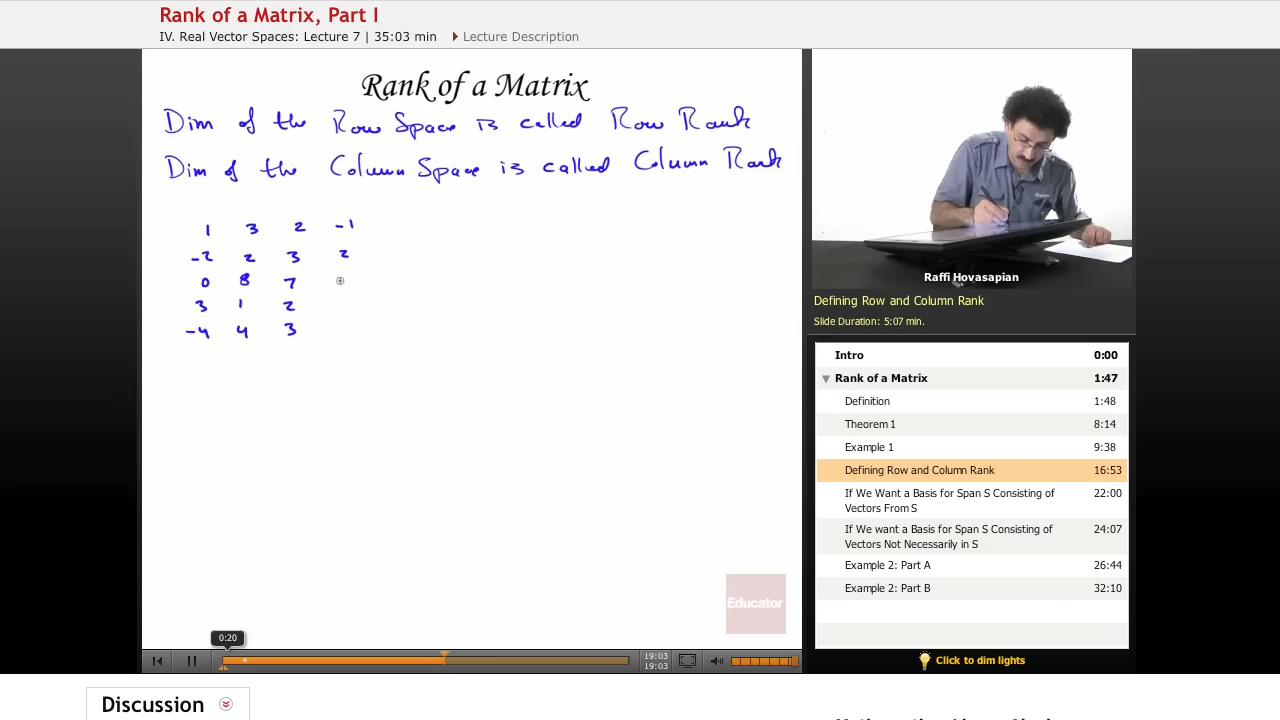 Rank of a Matrix, Part I
IV. Real Vector Spaces: Lecture 7 | 35:03 min Lecture Description
Rank of a Matrix
Dim of the Row Space is called Row Rank
Dim of the Column Space is called Column Rank
1 3 2 -1
-2 2 3 2
0 8 7
3 1 2
-4 4 3
Educator
0:20
19:03
19:03
Raffi Hovasapian
Defining Row and Column Rank
Slide Duration: 5:07 min.
Intro 0:00
Rank of a Matrix 1:47
Definition 1:48
Theorem 1 8:14
Example 1 9:38
Defining Row and Column Rank 16:53
If We Want a Basis for Span S Consisting of 22:00
Vectors From S
If We want a Basis for Span S Consisting of 24:07
Vectors Not Necessarily in S
Example 2: Part A 26:44
Example 2: Part B 32:10
Click to dim lights
Discussion